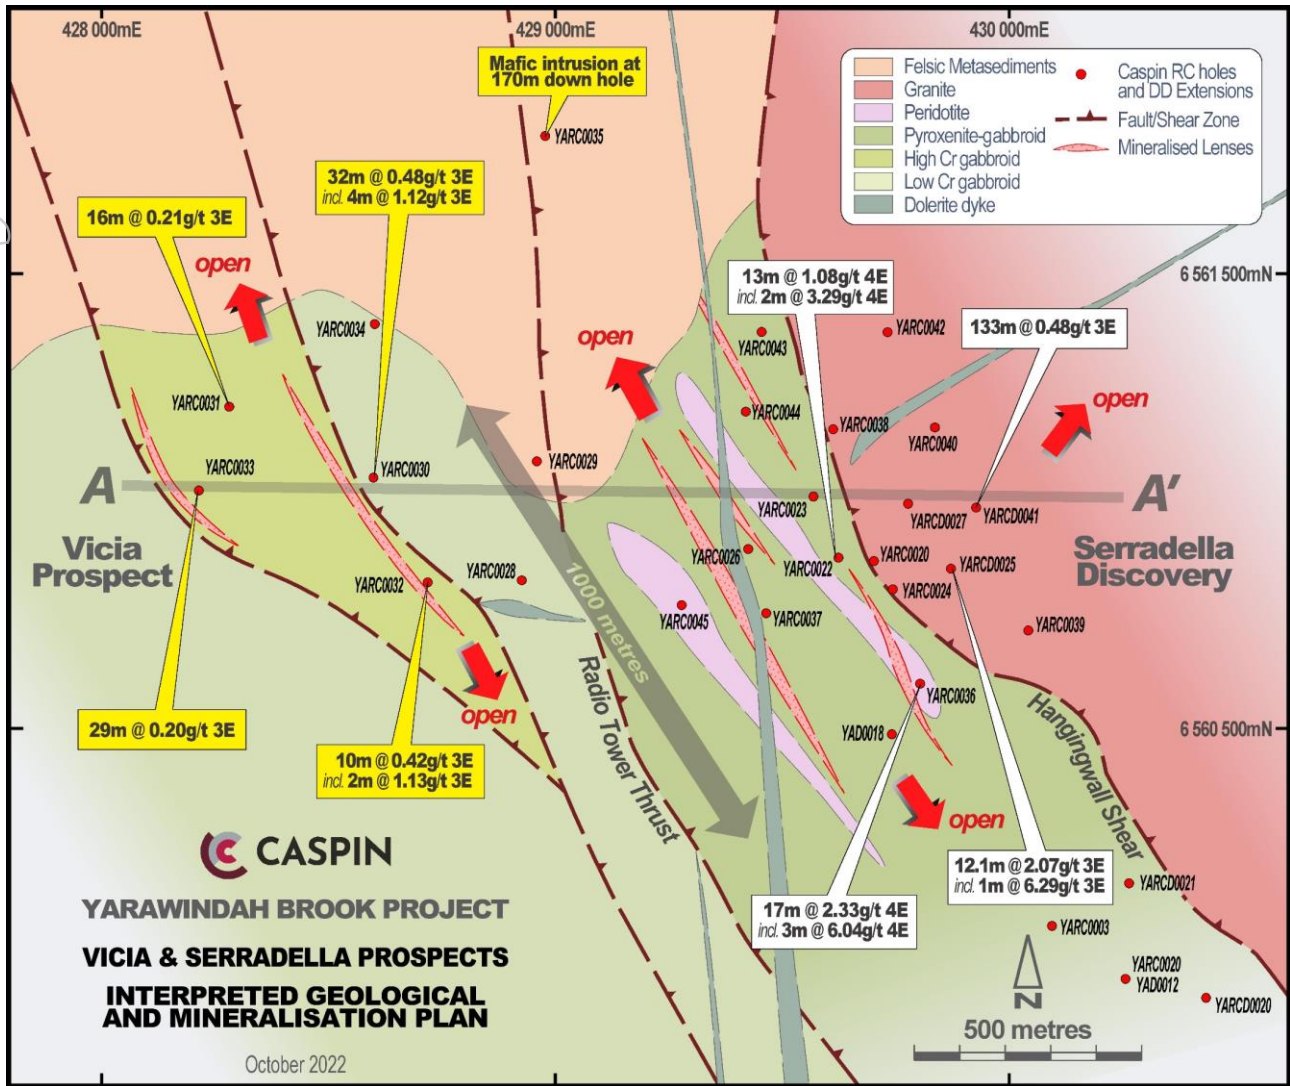 428 000mE
429 000mE
430 000mE
Mafic intrusion at
170m down hole
YARC0035
Felsic Metasediments
Granite
Peridotite
Pyroxenite-gabbroid
High Cr gabbroid
Low Cr gabbroid
Dolerite dyke
Caspin RC holes
and DD Extensions
Fault/Shear Zone
Mineralised Lenses
32m @ 0.48g/t 3E
incl. 4m @ 1.12g/t 3E
16m @ 0.21g/t 3E
open
6 561 500mN
13m @ 1.08g/t 4E
incl. 2m @ 3.29g/t 4E
133m @ 0.48g/t 3E
YARC0034
open
YARC0043
YARC0042
YARC0031
YARC0044
YARC0038
YARC0040
open
YARC0033
YARC0030
YARC0029
A
A'
YARC0023
YARCD0027
YARCD0041
Vicia
Prospect
Serradella
Discovery
YARC0032
YARC0028
YARC0026
YARC0022
YARC0020
YARCD0025
YARC0024
1000 metres
YARC0045
YARC0037
YARC0039
YARC0036
open
Radio Tower Thrust
YAD0018
Hangingwall Shear
6 560 500mN
29m @ 0.20g/t 3E
10m @ 0.42g/t 3E
incl. 2m @ 1.13g/t 3E
open
12.1m @ 2.07g/t 3E
incl. 1m @ 6.29g/t 3E
YARCD0021
17m @ 2.33g/t 4E
incl. 3m @ 6.04g/t 4E
YARC0003
YARC0020
YAD0012
YARCD0020
CASPIN
YARAWINDAH BROOK PROJECT
VICIA & SERRADELLA PROSPECTS
INTERPRETED GEOLOGICAL
AND MINERALISATION PLAN
October 2022
N
500 metres